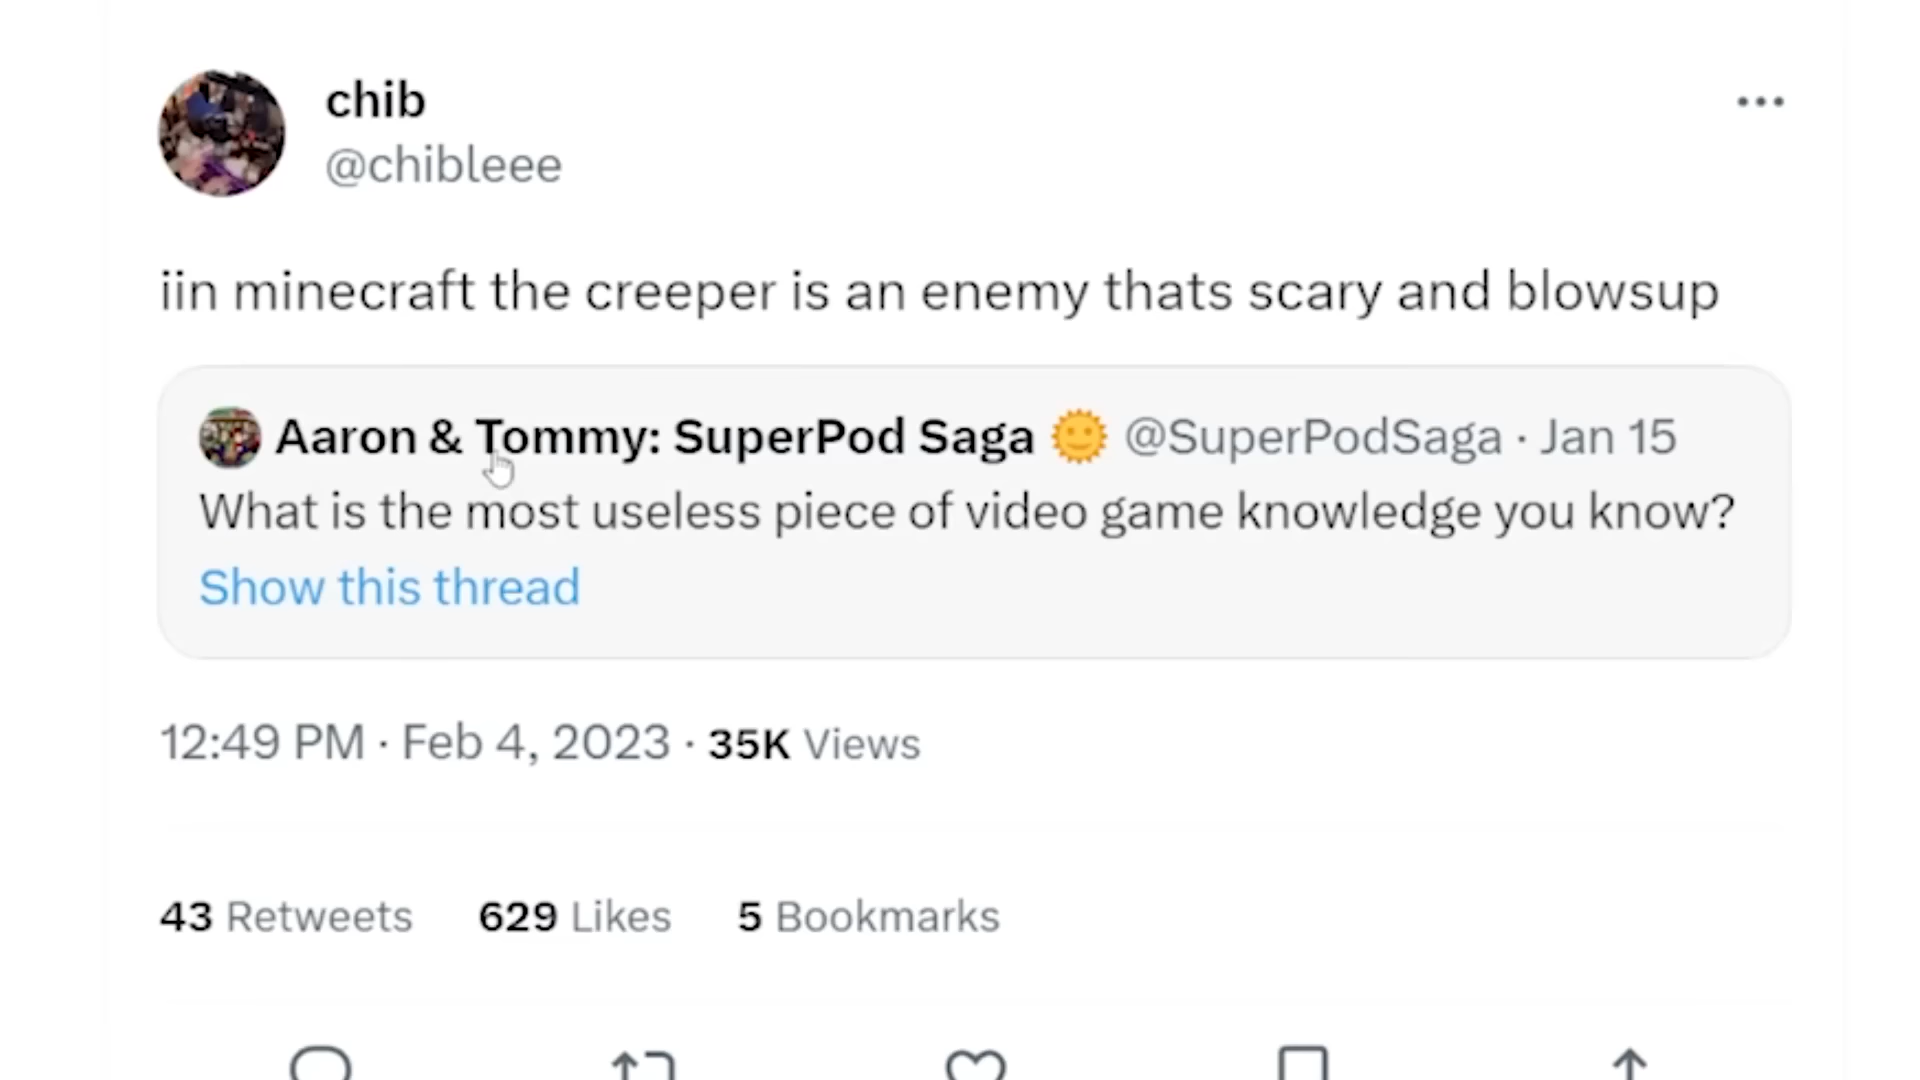 chib
@chibleee
iin minecraft the creeper is an enemy thats scary and blowsup
Aaron & Tommy: SuperPod Saga 🌞 @SuperPodSaga · Jan 15
What is the most useless piece of video game knowledge you know?
Show this thread
12:49 PM · Feb 4, 2023 · 35K Views
43 Retweets 629 Likes 5 Bookmarks